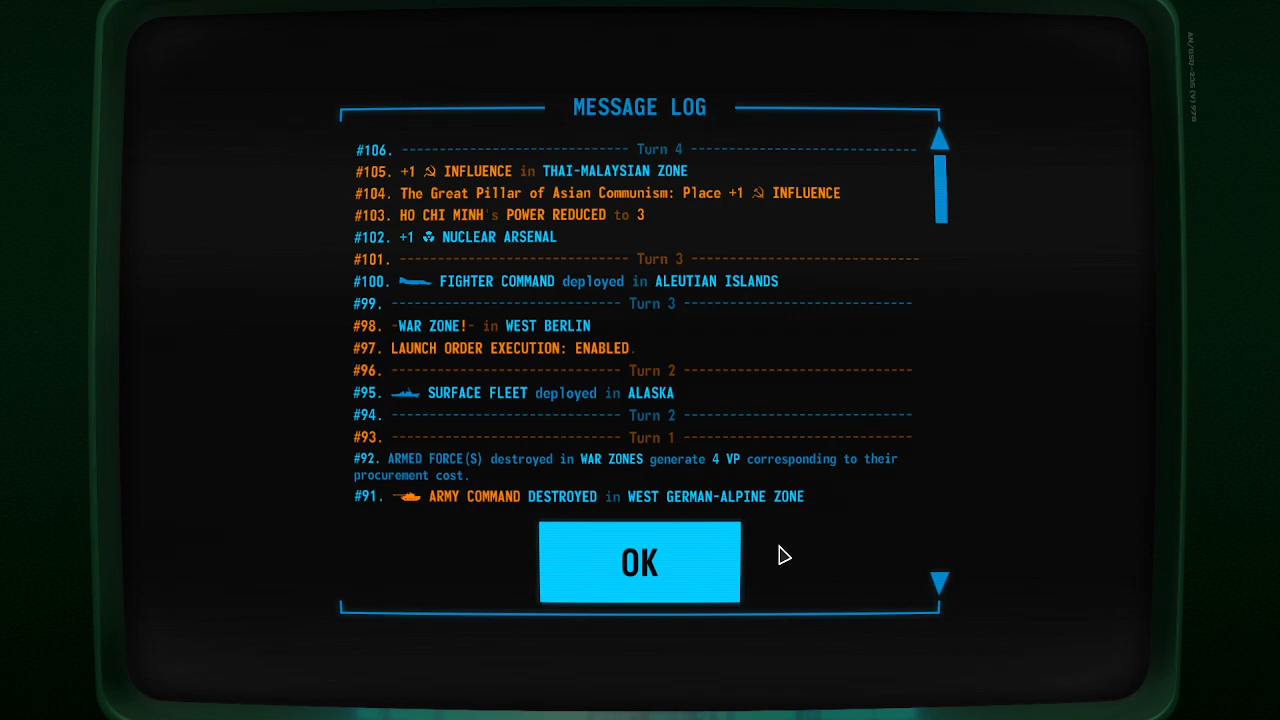 MESSAGE LOG
#106. ------------------------------ Turn 4 ------------------------------
#105. +1 ☭ INFLUENCE in THAI-MALAYSIAN ZONE
#104. The Great Pillar of Asian Communism: Place +1 ☭ INFLUENCE
#103. HO CHI MINH's POWER REDUCED to 3
#102. +1 ☢ NUCLEAR ARSENAL
#101. ------------------------------ Turn 3 ------------------------------
#100. FIGHTER COMMAND deployed in ALEUTIAN ISLANDS
#99. ------------------------------ Turn 3 ------------------------------
#98. -WAR ZONE!- in WEST BERLIN
#97. LAUNCH ORDER EXECUTION: ENABLED.
#96. ------------------------------ Turn 2 ------------------------------
#95. SURFACE FLEET deployed in ALASKA
#94. ------------------------------ Turn 2 ------------------------------
#93. ------------------------------ Turn 1 ------------------------------
#92. ARMED FORCE(S) destroyed in WAR ZONES generate 4 VP corresponding to their
procurement cost.
#91. ARMY COMMAND DESTROYED in WEST GERMAN-ALPINE ZONE
OK